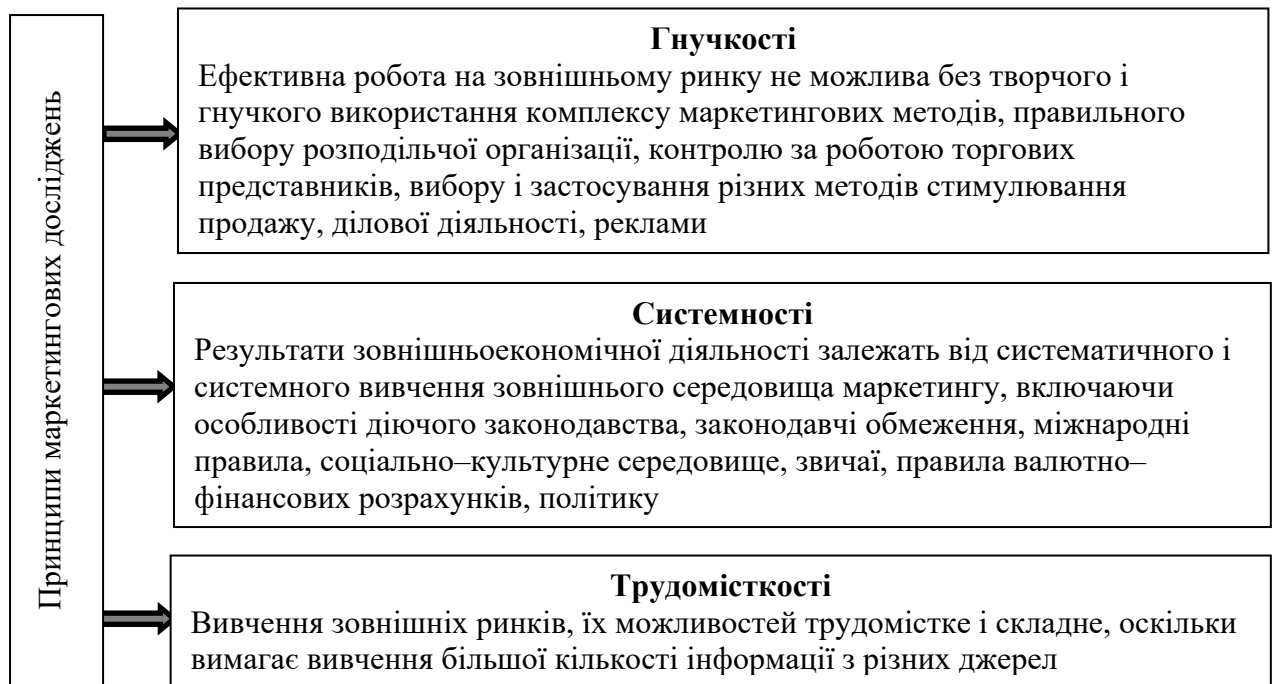 Принципи маркетингових досліджень
Гнучкості
Ефективна робота на зовнішньому ринку не можлива без творчого і
гнучкого використання комплексу маркетингових методів, правильного
вибору розподільчої організації, контролю за роботою торгових
представників, вибору і застосування різних методів стимулювання
продажу, ділової діяльності, реклами
Системності
Результати зовнішньоекономічної діяльності залежать від систематичного і
системного вивчення зовнішнього середовища маркетингу, включаючи
особливості діючого законодавства, законодавчі обмеження, міжнародні
правила, соціально–культурне середовище, звичаї, правила валютно–
фінансових розрахунків, політику
Трудомісткості
Вивчення зовнішніх ринків, їх можливостей трудомістке і складне, оскільки
вимагає вивчення більшої кількості інформації з різних джерел